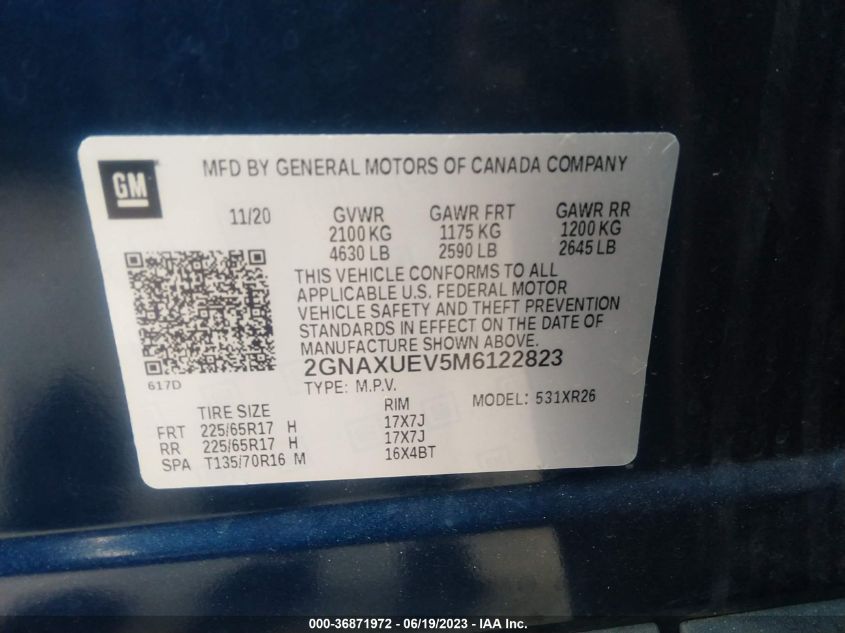 GM
MFD BY GENERAL MOTORS OF CANADA COMPANY
11/20 GVWR GAWR FRT GAWR RR
2100 KG 1175 KG 1200 KG
4630 LB 2590 LB 2645 LB
THIS VEHICLE CONFORMS TO ALL
APPLICABLE U.S. FEDERAL MOTOR
VEHICLE SAFETY AND THEFT PREVENTION
STANDARDS IN EFFECT ON THE DATE OF
MANUFACTURE SHOWN ABOVE.
617D
2GNAXUEV5M6122823
TYPE: M.P.V. MODEL: 531XR26
TIRE SIZE RIM
FRT 225/65R17 H 17X7J
RR 225/65R17 H 17X7J
SPA T135/70R16 M 16X4BT
000-36871972 - 06/19/2023 - IAA Inc.